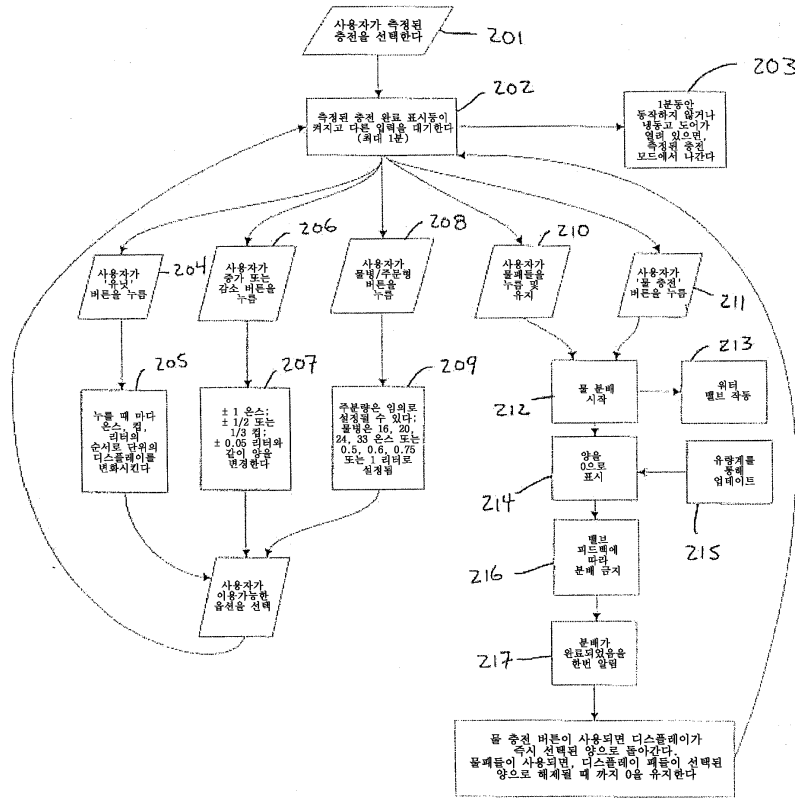 사용자가 측정된
충전을 선택한다
201
202
측정된 충전 완료 표시등이
켜지고 다른 입력을 대기한다
(최대 1분)
203
1분동안
동작하지 않거나
냉동고 도어가
열려 있으면,
측정된 충전
모드에서 나간다
204
사용자가
'유닛'
버튼을 누름
206
사용자가
증가 또는
감소 버튼을
누름
208
사용자가
물병/주문형
버튼을
누름
210
사용자가
물패들을
누름 및
유지
211
사용자가
'물 충전'
버튼을 누름
205
누를 때 마다
온스, 컵,
리터의
순서로 단위의
디스플레이를
변화시킨다
207
± 1 온스;
± 1/2 또는
1/3 컵;
± 0.05 리터와
같이 양을
변경한다
209
주문량은 임의로
설정될 수 있다;
물병은 16, 20,
24, 33 온스 또는
0.5, 0.6, 0.75
또는 1 리터로
설정됨
사용자가
이용가능한
옵션을 선택
212
물 분배
시작
213
워터
밸브 작동
214
양을
0으로
표시
215
유량계를
통해
업데이트
216
밸브
피드백에
따라
분배 금지
217
분배가
완료되었음을
한번 알림
물 충전 버튼이 사용되면 디스플레이가
즉시 선택된 양으로 돌아간다.
물패들이 사용되면, 디스플레이 패들이 선택된
양으로 해제될 때 까지 0을 유지한다